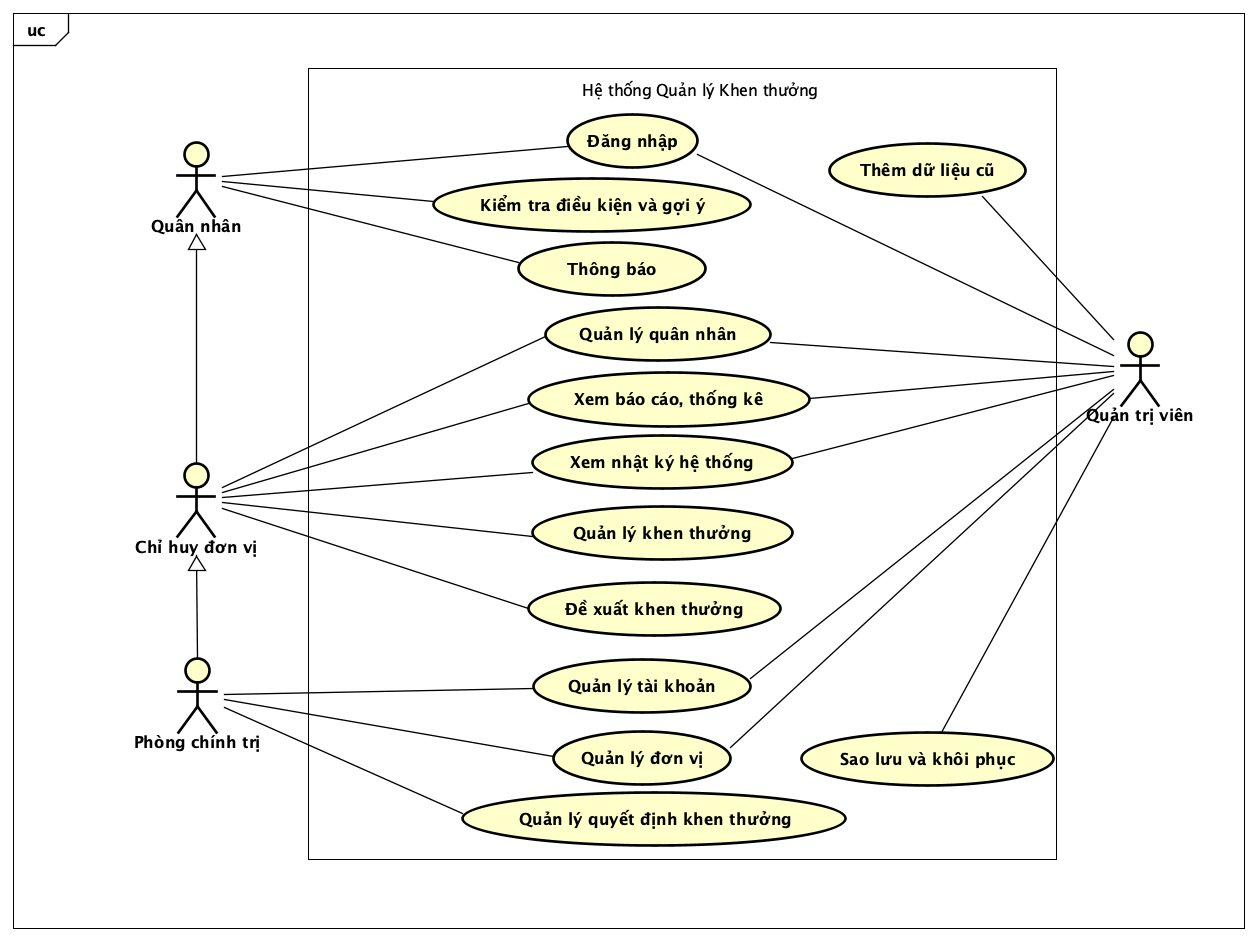 uc
Hệ thống Quản lý Khen thưởng
Đăng nhập
Thêm dữ liệu cũ
Kiểm tra điều kiện và gợi ý
Quân nhân
Thông báo
Quản lý quân nhân
Xem báo cáo, thống kê
Quản trị viên
Xem nhật ký hệ thống
Quản lý khen thưởng
Chỉ huy đơn vị
Đề xuất khen thưởng
Quản lý tài khoản
Phòng chính trị
Quản lý đơn vị
Sao lưu và khôi phục
Quản lý quyết định khen thưởng